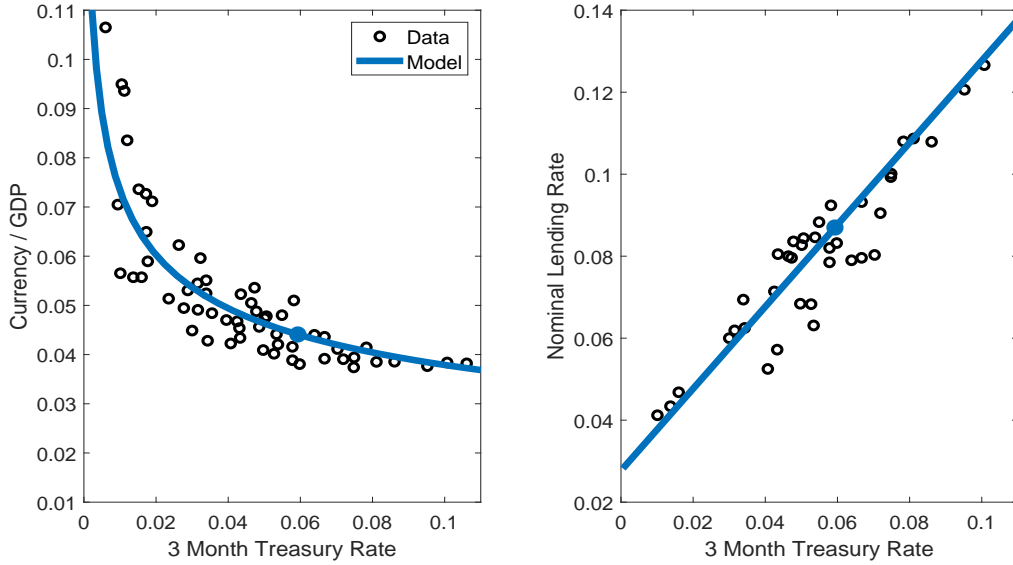 0.11
0.1
0.09
0.08
0.07
0.06
0.05
0.04
0.03
0.02
0.01
Currency / GDP
0 0.02 0.04 0.06 0.08 0.1
3 Month Treasury Rate
Data
Model
0.14
0.12
0.1
0.08
0.06
0.04
0.02
Nominal Lending Rate
0 0.02 0.04 0.06 0.08 0.1
3 Month Treasury Rate